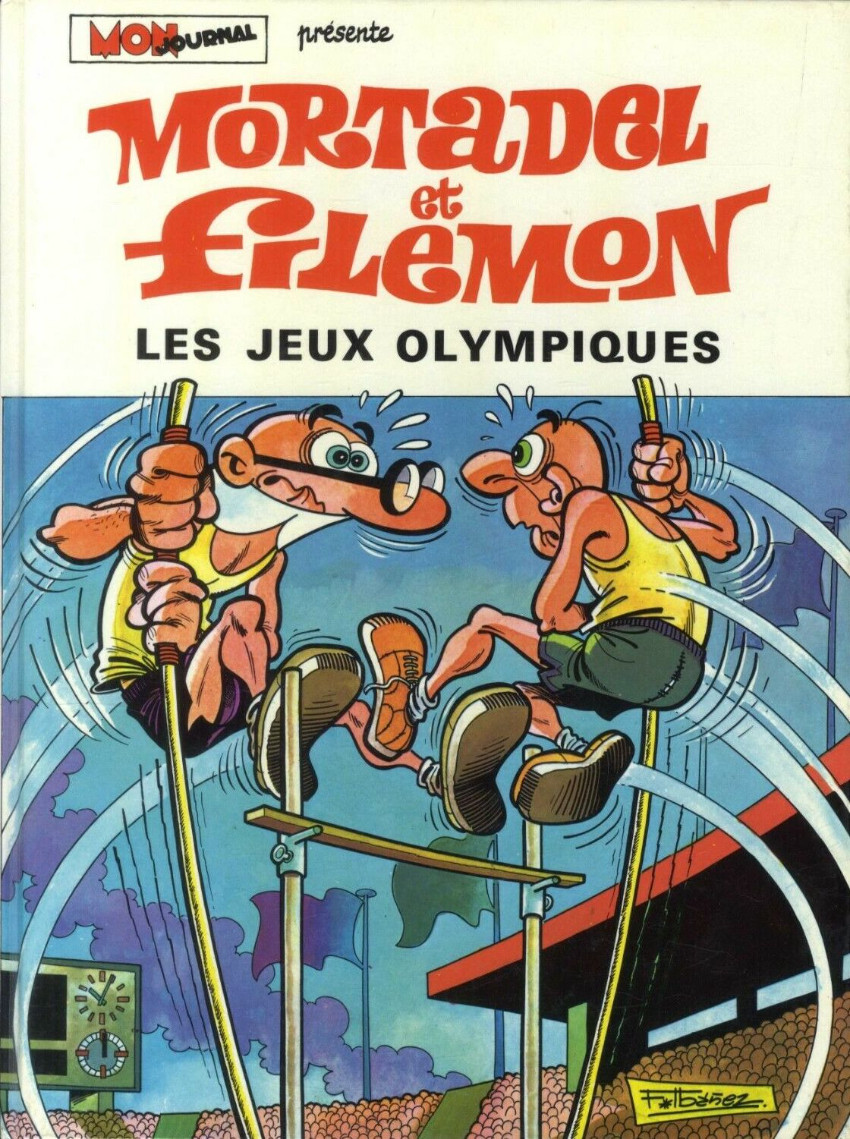 MON JOURNAL présente
MORTADEL
et
FILEMON
LES JEUX OLYMPIQUES
F. Ibáñez.